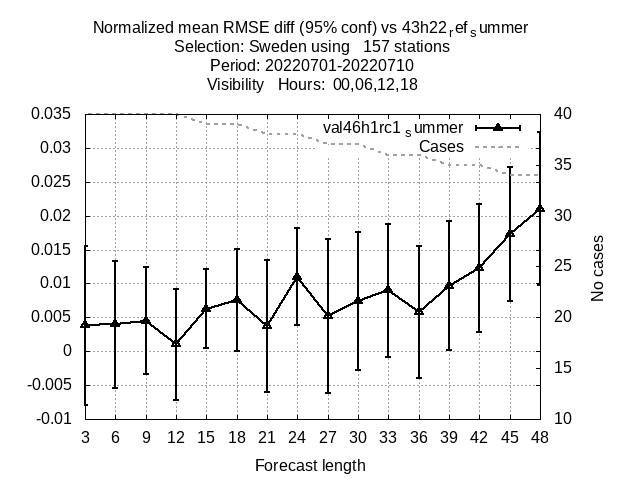 Normalized mean RMSE diff (95% conf) vs 43h22refsummer
Selection: Sweden using 157 stations
Period: 20220701-20220710
Visibility Hours: 00,06,12,18
val46h1rc1summer
Cases
0.035
0.03
0.025
0.02
0.015
0.01
0.005
0
-0.005
-0.01
40
35
30
25
20
15
10
No cases
3 6 9 12 15 18 21 24 27 30 33 36 39 42 45 48
Forecast length